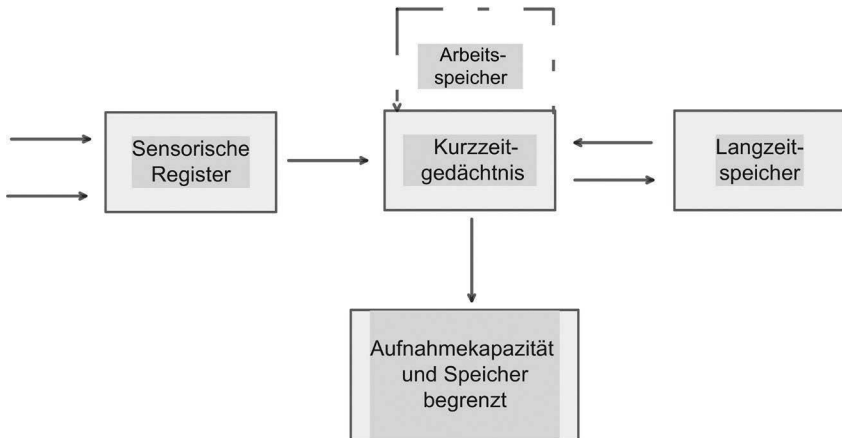 Arbeits-
speicher
Sensorische
Register
Kurzzeit-
gedächtnis
Langzeit-
speicher
Aufnahmekapazität
und Speicher
begrenzt